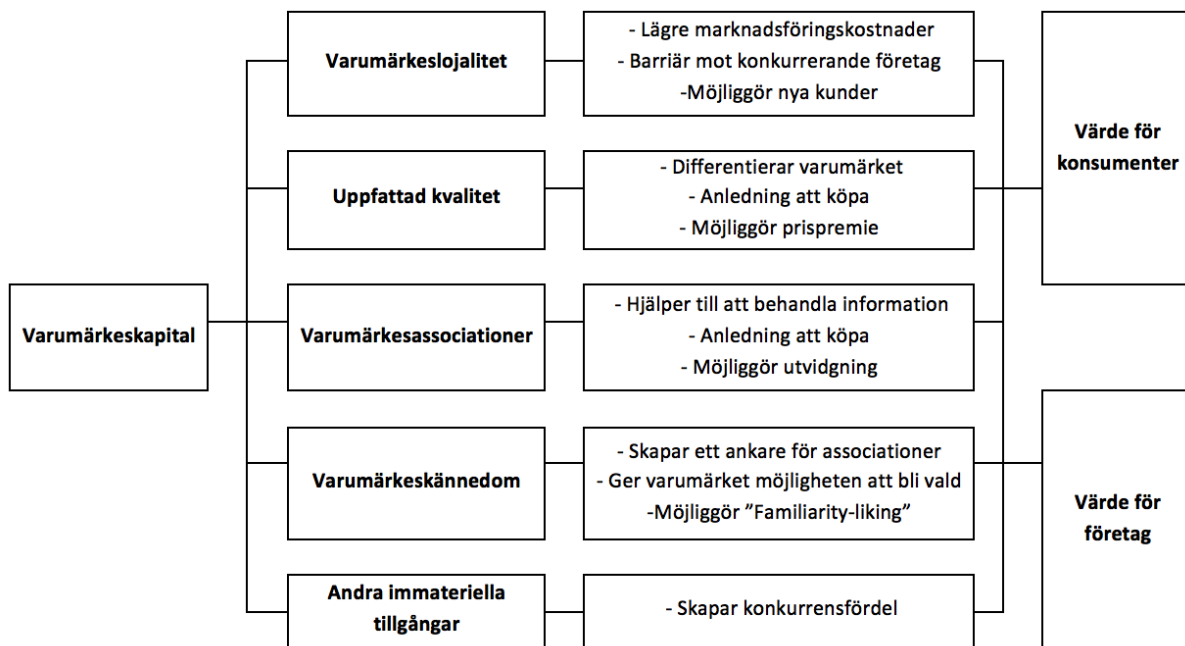 Varumärkeskapital
Varumärkeslojalitet
- Lägre marknadsföringskostnader
- Barriär mot konkurrerande företag
-Möjliggör nya kunder
Uppfattad kvalitet
- Differentierar varumärket
- Anledning att köpa
- Möjliggör prispremie
Varumärkesassociationer
- Hjälper till att behandla information
- Anledning att köpa
- Möjliggör utvidgning
Varumärkeskännedom
- Skapar ett ankare för associationer
- Ger varumärket möjligheten att bli vald
-Möjliggör ”Familiarity-liking”
Andra immateriella
tillgångar
- Skapar konkurrensfördel
Värde för
konsumenter
Värde för
företag